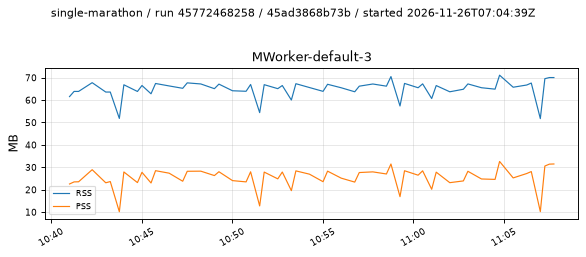 single-marathon / run 45772468258 / 45ad3868b73b / started 2026-11-26T07:04:39Z
MWorker-default-3
MB
70
60
50
40
30
20
10
RSS
PSS
10:40
10:45
10:50
10:55
11:00
11:05